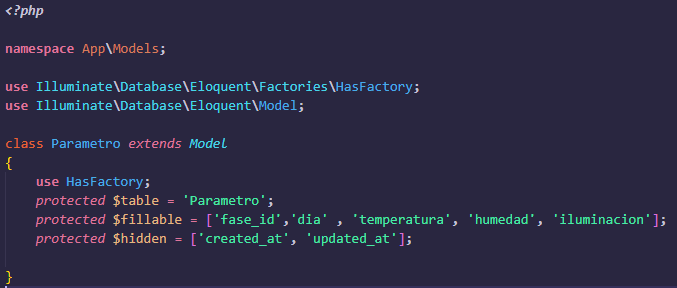 <?php
namespace App\Models;
use Illuminate\Database\Eloquent\Factories\HasFactory;
use Illuminate\Database\Eloquent\Model;
class Parametro extends Model
{
    use HasFactory;
    protected $table = 'Parametro';
    protected $fillable = ['fase_id','dia' , 'temperatura', 'humedad', 'iluminacion'];
    protected $hidden = ['created_at', 'updated_at'];
}